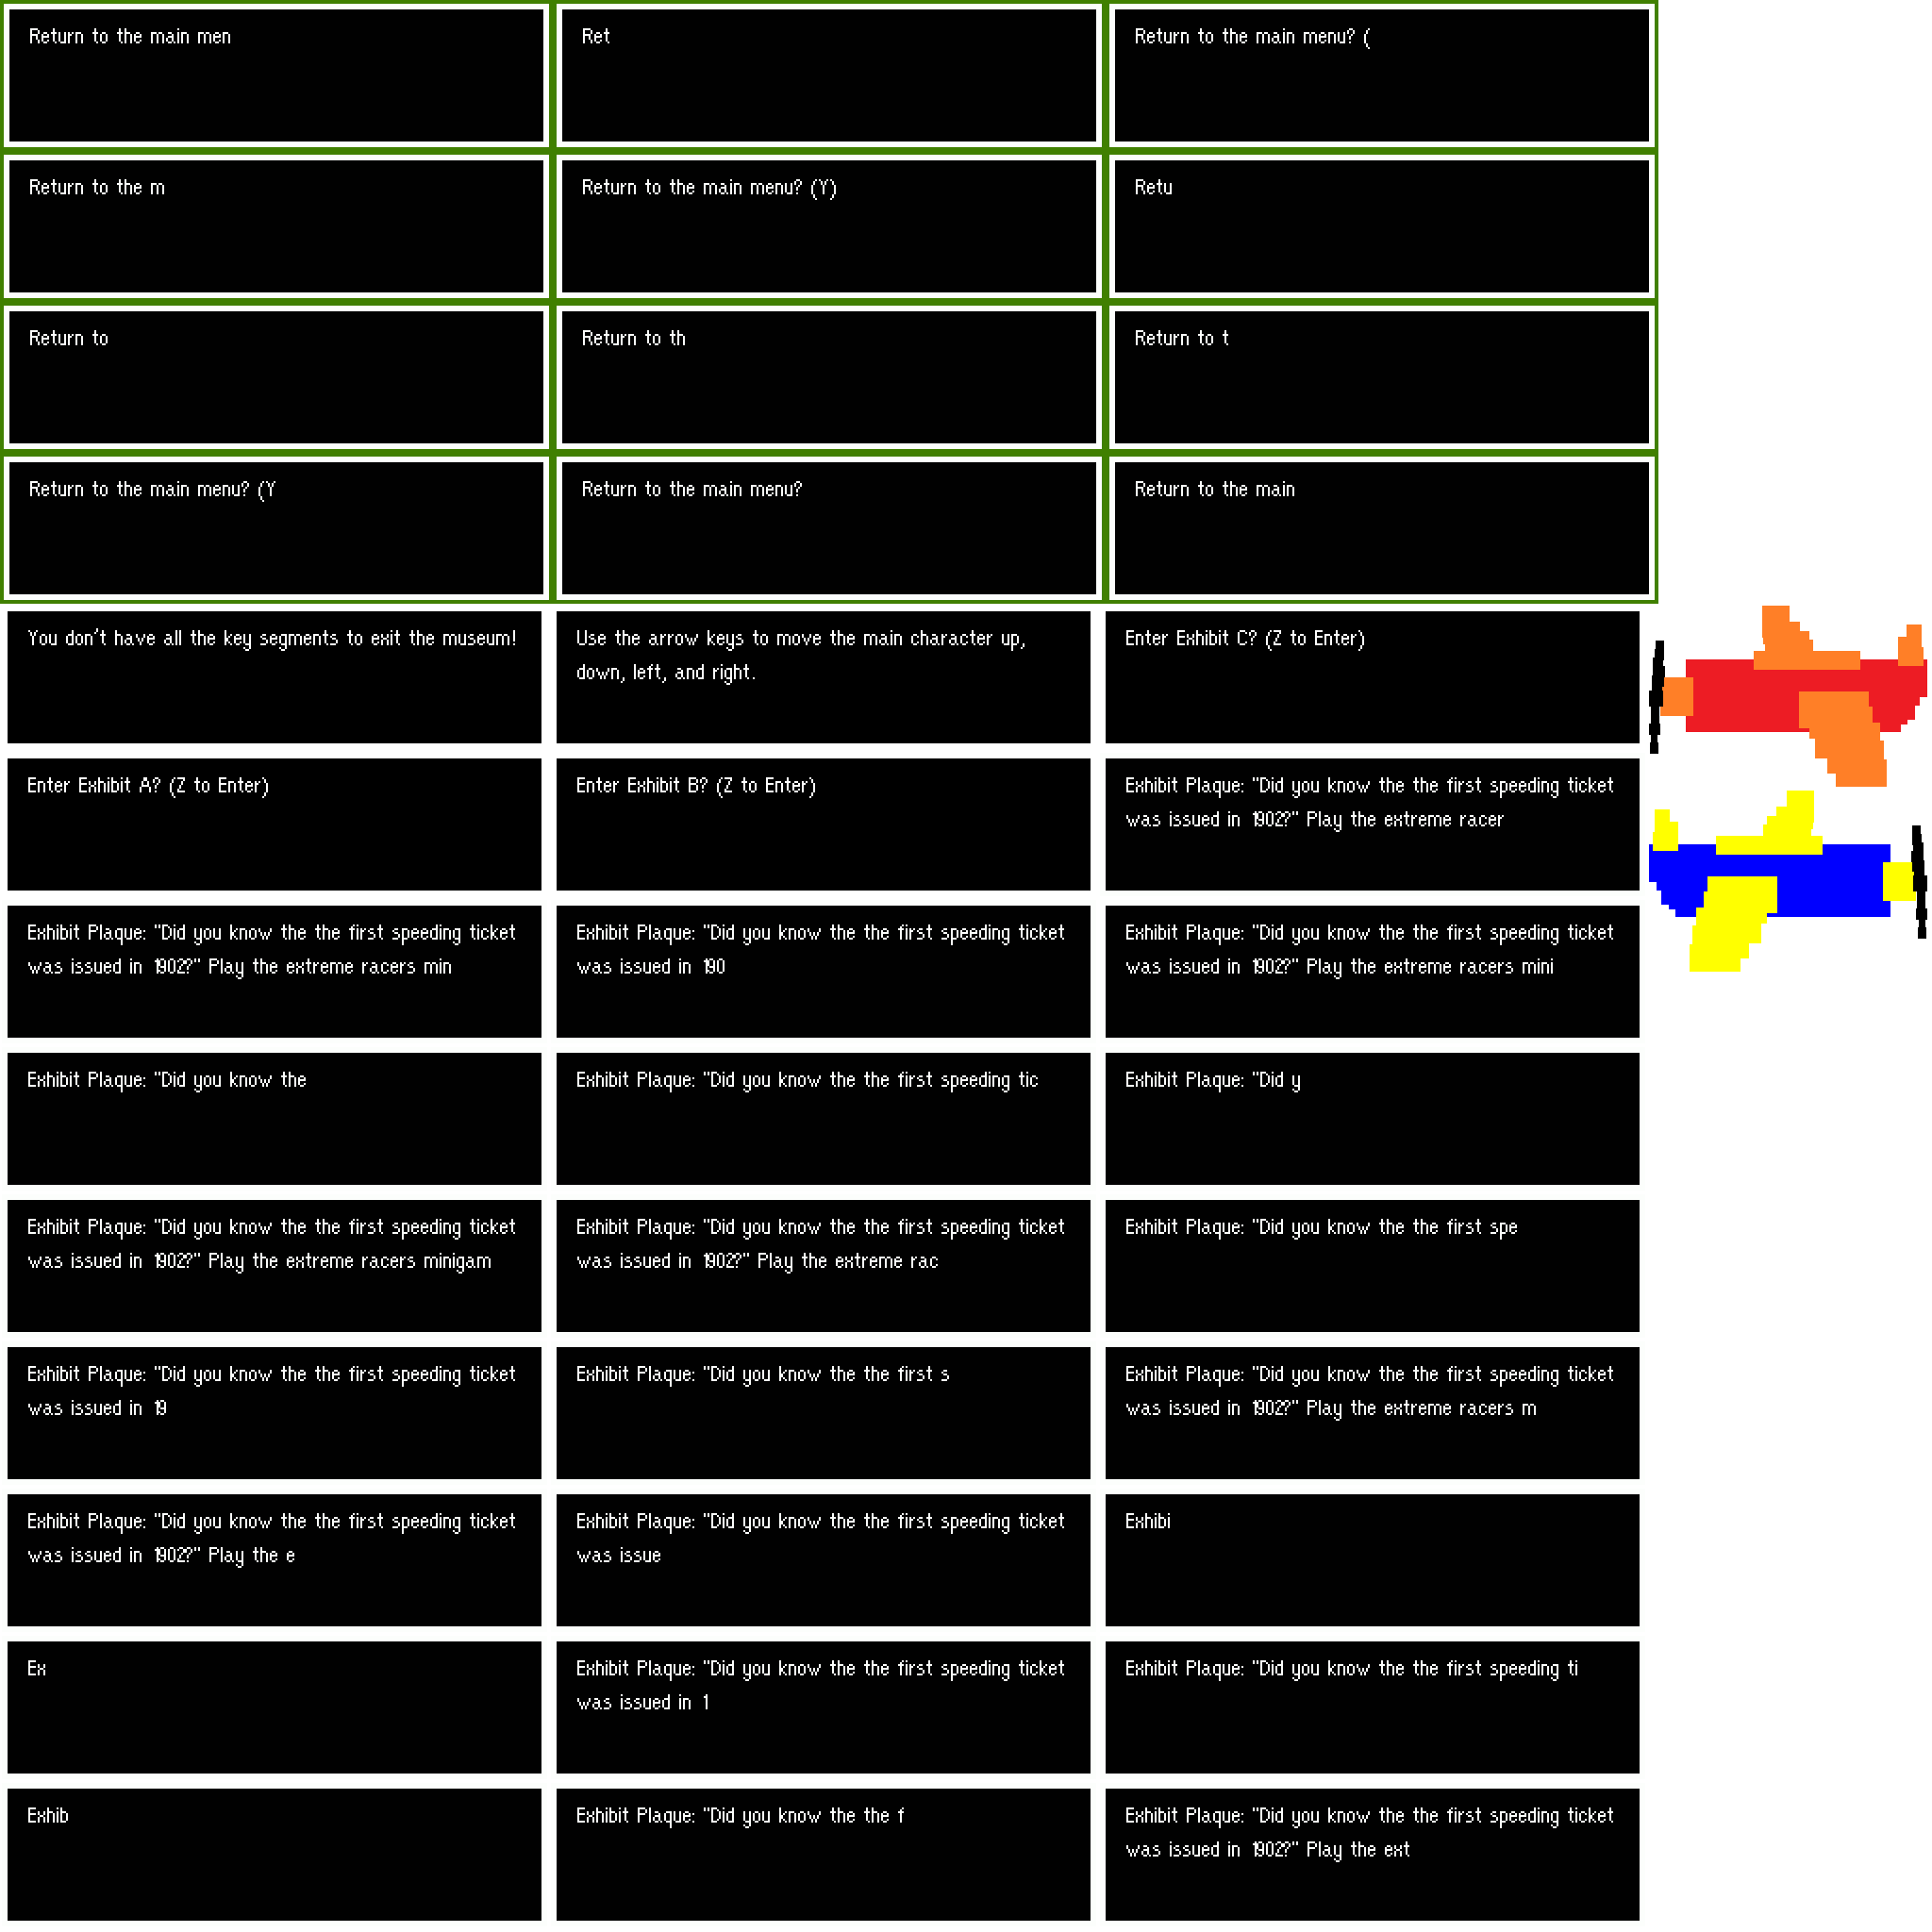 Return to the main men
Ret
Return to the main menu? (
Return to the m
Return to the main menu? (Y)
Retu
Return to
Return to th
Return to t
Return to the main menu? (Y
Return to the main menu?
Return to the main
You don't have all the key segments to exit the museum!
Use the arrow keys to move the main character up,
down, left, and right.
Enter Exhibit C? (Z to Enter)
Enter Exhibit A? (Z to Enter)
Enter Exhibit B? (Z to Enter)
Exhibit Plaque: "Did you know the the first speeding ticket
was issued in 1902?" Play the extreme racer
Exhibit Plaque: "Did you know the the first speeding ticket
was issued in 1902?" Play the extreme racers min
Exhibit Plaque: "Did you know the the first speeding ticket
was issued in 190
Exhibit Plaque: "Did you know the the first speeding ticket
was issued in 1902?" Play the extreme racers mini
Exhibit Plaque: "Did you know the
Exhibit Plaque: "Did you know the the first speeding tic
Exhibit Plaque: "Did y
Exhibit Plaque: "Did you know the the first speeding ticket
was issued in 1902?" Play the extreme racers minigam
Exhibit Plaque: "Did you know the the first speeding ticket
was issued in 1902?" Play the extreme rac
Exhibit Plaque: "Did you know the the first spe
Exhibit Plaque: "Did you know the the first speeding ticket
was issued in 19
Exhibit Plaque: "Did you know the the first s
Exhibit Plaque: "Did you know the the first speeding ticket
was issued in 1902?" Play the extreme racers m
Exhibit Plaque: "Did you know the the first speeding ticket
was issued in 1902?" Play the e
Exhibit Plaque: "Did you know the the first speeding ticket
was issue
Exhibi
Ex
Exhibit Plaque: "Did you know the the first speeding ticket
was issued in 1
Exhibit Plaque: "Did you know the the first speeding ti
Exhib
Exhibit Plaque: "Did you know the the f
Exhibit Plaque: "Did you know the the first speeding ticket
was issued in 1902?" Play the ext